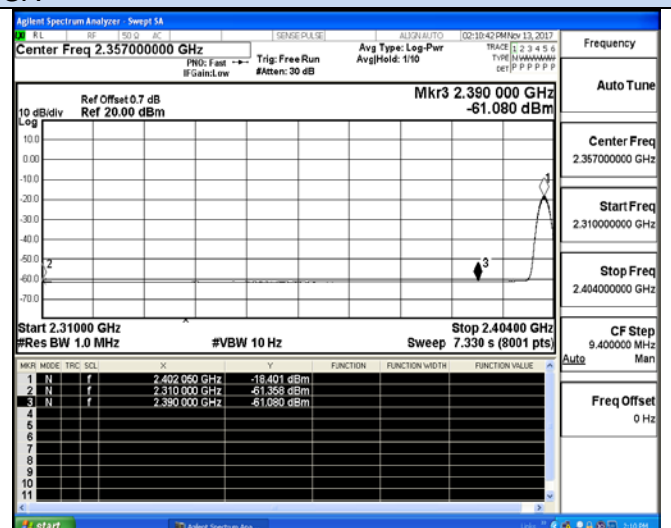 Agilent Spectrum Analyzer - Swept SA
RL RF 50 Ω AC SENSE:PULSE ALIGN AUTO 02:10:42 PM Nov 13, 2017
Center Freq 2.357000000 GHz
PNO: Fast
IFGain:Low
Trig: Free Run
#Atten: 30 dB
Avg Type: Log-Pwr
Avg|Hold: 1/10
TRACE 1 2 3 4 5 6
TYPE
DET P P P P P P
Ref Offset 0.7 dB
10 dB/div Ref 20.00 dBm
Mkr3 2.390 000 GHz
-61.080 dBm
Log
10.0
0.00
-10.0
-20.0
-30.0
-40.0
-50.0
-60.0
-70.0
1
2
3
Start 2.31000 GHz Stop 2.40400 GHz
#Res BW 1.0 MHz #VBW 10 Hz Sweep 7.330 s (8001 pts)
MKR MODE TRC SCL X Y FUNCTION FUNCTION WIDTH FUNCTION VALUE
1 N f 2.402 050 GHz -18.401 dBm
2 N f 2.310 000 GHz -61.358 dBm
3 N f 2.390 000 GHz -61.080 dBm
4
5
6
7
8
9
10
11
Frequency
Auto Tune
Center Freq
2.357000000 GHz
Start Freq
2.310000000 GHz
Stop Freq
2.404000000 GHz
CF Step
9.400000 MHz
Auto Man
Freq Offset
0 Hz
start Agilent Spectrum Ana... Links 2:10 PM